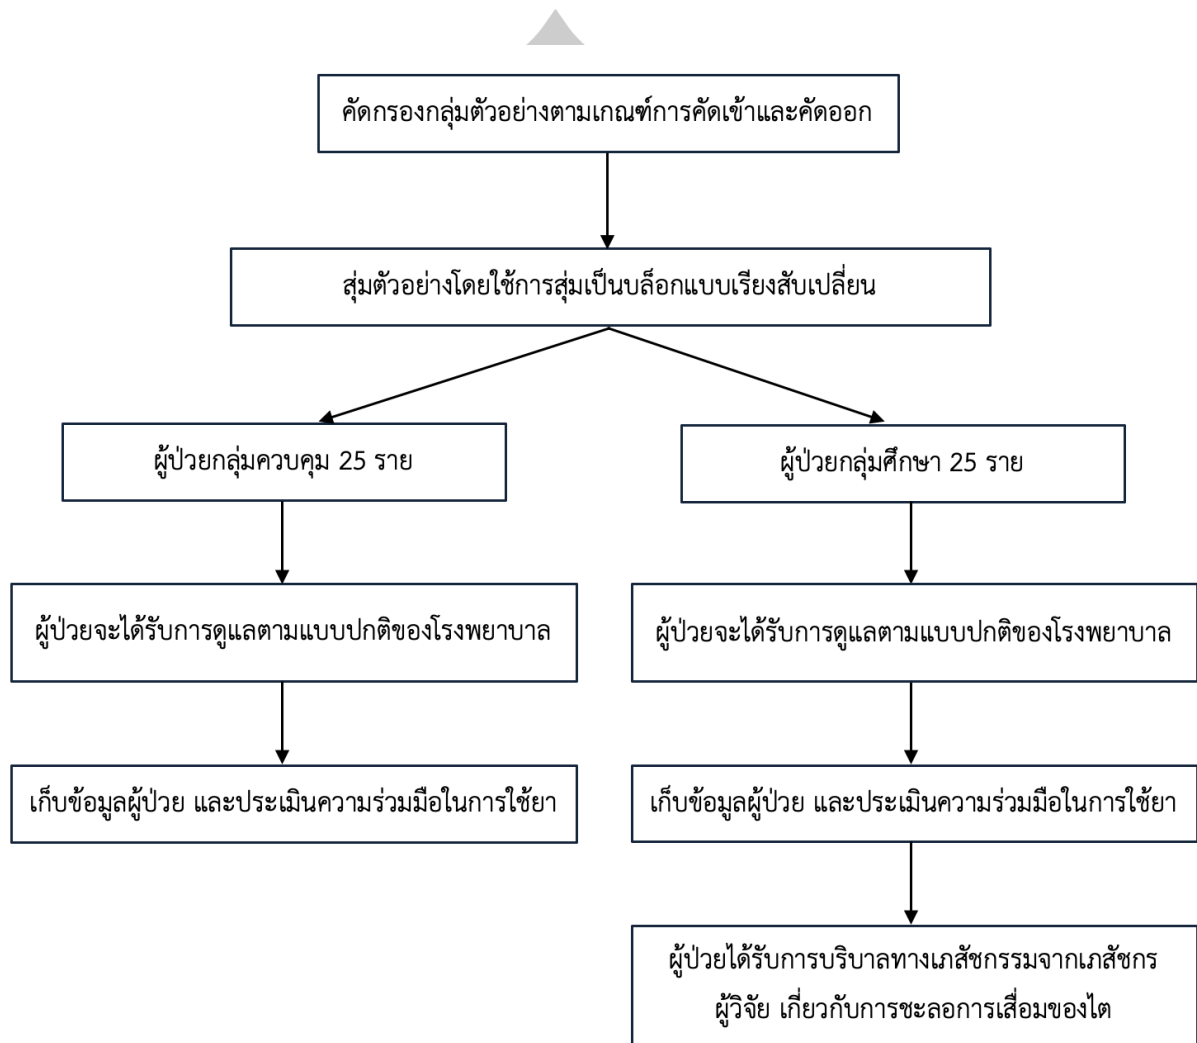 คัดกรองกลุ่มตัวอย่างตามเกณฑ์การคัดเข้าและคัดออก
สุ่มตัวอย่างโดยใช้การสุ่มเป็นบล็อกแบบเรียงสับเปลี่ยน
ผู้ป่วยกลุ่มควบคุม 25 ราย
ผู้ป่วยกลุ่มศึกษา 25 ราย
ผู้ป่วยจะได้รับการดูแลตามแบบปกติของโรงพยาบาล
ผู้ป่วยจะได้รับการดูแลตามแบบปกติของโรงพยาบาล
เก็บข้อมูลผู้ป่วย และประเมินความร่วมมือในการใช้ยา
เก็บข้อมูลผู้ป่วย และประเมินความร่วมมือในการใช้ยา
ผู้ป่วยได้รับการบริบาลทางเภสัชกรรมจากเภสัชกร
ผู้วิจัย เกี่ยวกับการชะลอการเสื่อมของไต